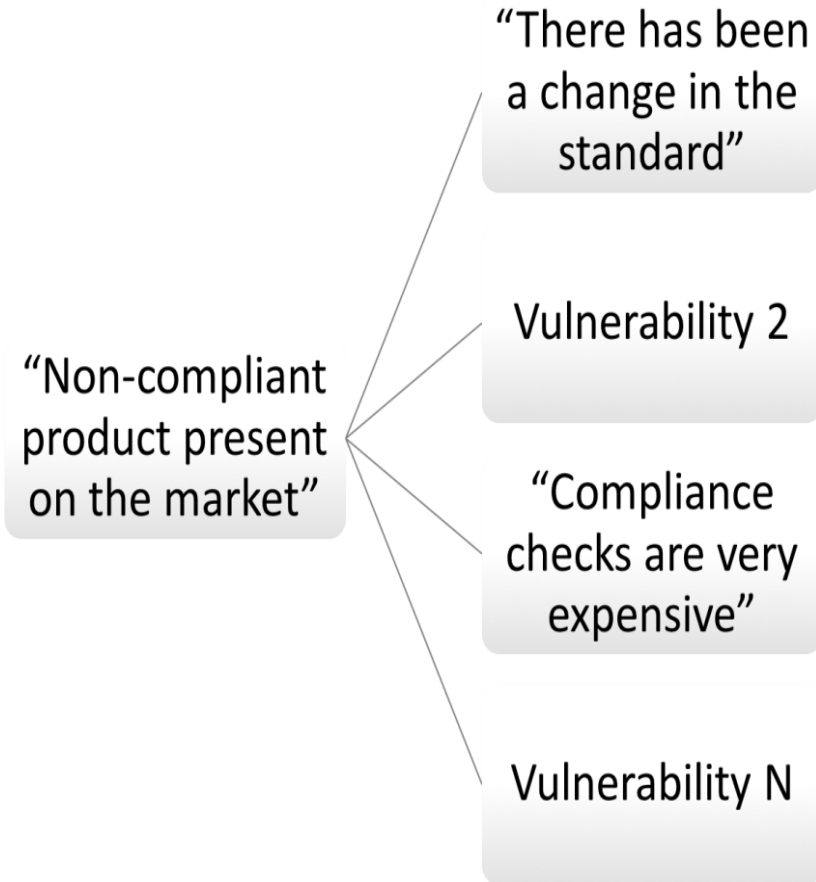 “There has been
a change in the
standard”
Vulnerability 2
“Non-compliant
product present
on the market”
“Compliance
checks are very
expensive”
Vulnerability N